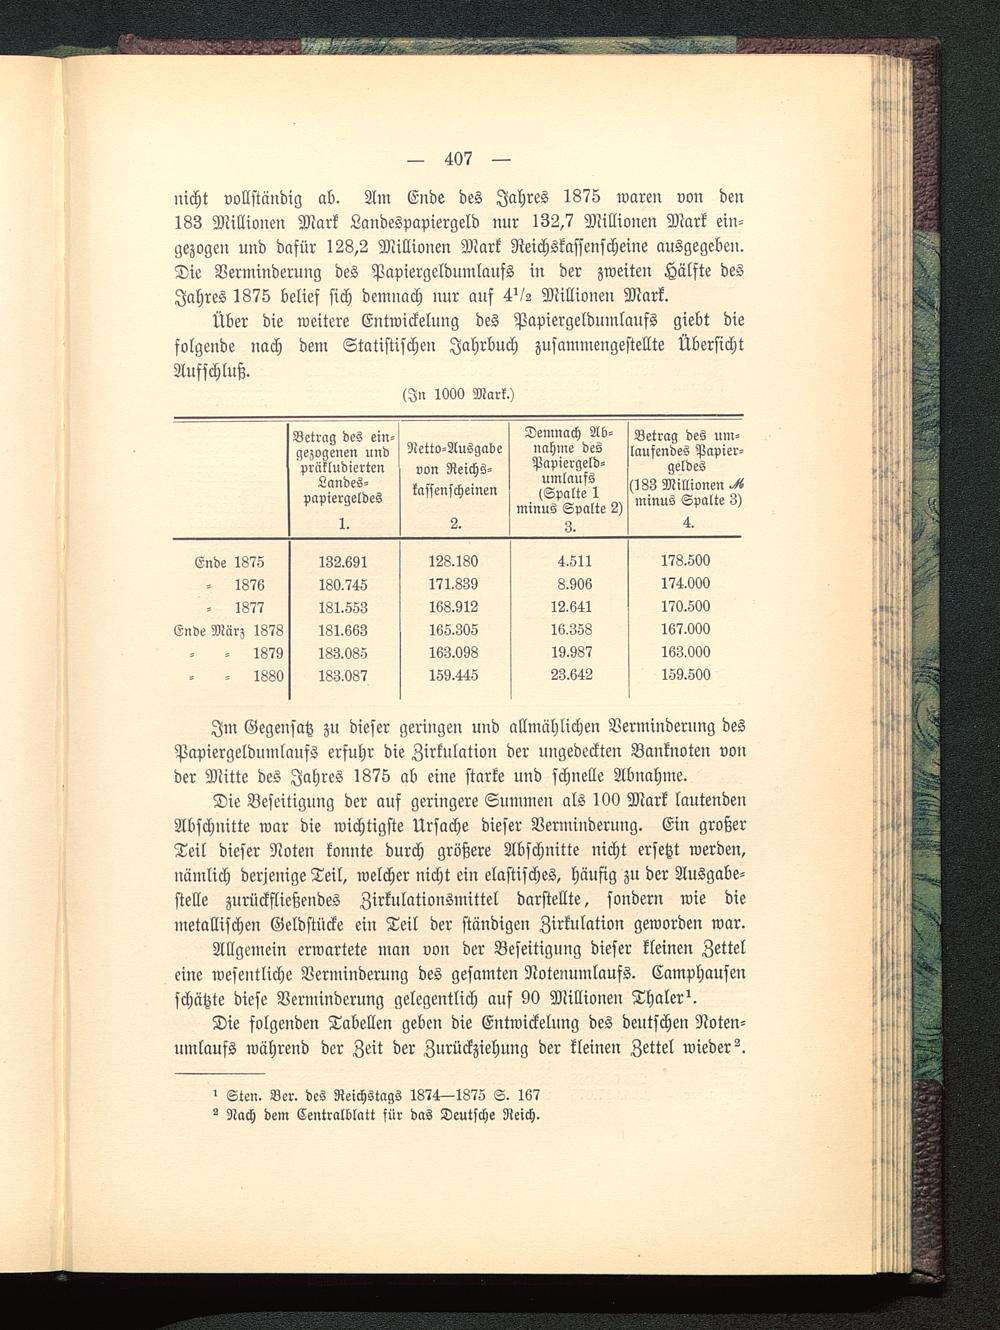 — 407 —
nicht vollständig ab. Am Ende des Jahres 1875 waren von den
183 Millionen Mark Landespapiergeld nur 132,7 Millionen Mark ein-
gezogen und dafür 128,2 Millionen Mark Reichskassenscheine ausgegeben.
Die Verminderung des Papiergeldumlaufs in der zweiten Hälfte des
Jahres 1875 belief sich demnach nur auf 4¹/₂ Millionen Mark.
Über die weitere Entwickelung des Papiergeldumlaufs giebt die
folgende nach dem Statistischen Jahrbuch zusammengestellte Übersicht
Aufschluß.
(In 1000 Mark.)
Betrag des ein-
gezogenen und
präkludierten
Landes-
papiergeldes
1.
Netto-Ausgabe
von Reichs-
kassenscheinen
2.
Demnach Ab-
nahme des
Papiergeld-
umlaufs
(Spalte 1
minus Spalte 2)
3.
Betrag des um-
laufendes Papier-
geldes
(183 Millionen ℳ
minus Spalte 3)
4.
Ende 1875 132.691 128.180 4.511 178.500
= 1876 180.745 171.839 8.906 174.000
= 1877 181.553 168.912 12.641 170.500
Ende März 1878 181.663 165.305 16.358 167.000
= = 1879 183.085 163.098 19.987 163.000
= = 1880 183.087 159.445 23.642 159.500
Im Gegensatz zu dieser geringen und allmählichen Verminderung des
Papiergeldumlaufs erfuhr die Zirkulation der ungedeckten Banknoten von
der Mitte des Jahres 1875 ab eine starke und schnelle Abnahme.
Die Beseitigung der auf geringere Summen als 100 Mark lautenden
Abschnitte war die wichtigste Ursache dieser Verminderung. Ein großer
Teil dieser Noten konnte durch größere Abschnitte nicht ersetzt werden,
nämlich derjenige Teil, welcher nicht ein elastisches, häufig zu der Ausgabe-
stelle zurückfließendes Zirkulationsmittel darstellte, sondern wie die
metallischen Geldstücke ein Teil der ständigen Zirkulation geworden war.
Allgemein erwartete man von der Beseitigung dieser kleinen Zettel
eine wesentliche Verminderung des gesamten Notenumlaufs. Camphausen
schätzte diese Verminderung gelegentlich auf 90 Millionen Thaler¹.
Die folgenden Tabellen geben die Entwickelung des deutschen Noten-
umlaufs während der Zeit der Zurückziehung der kleinen Zettel wieder².
¹ Sten. Ber. des Reichstags 1874—1875 S. 167
² Nach dem Centralblatt für das Deutsche Reich.